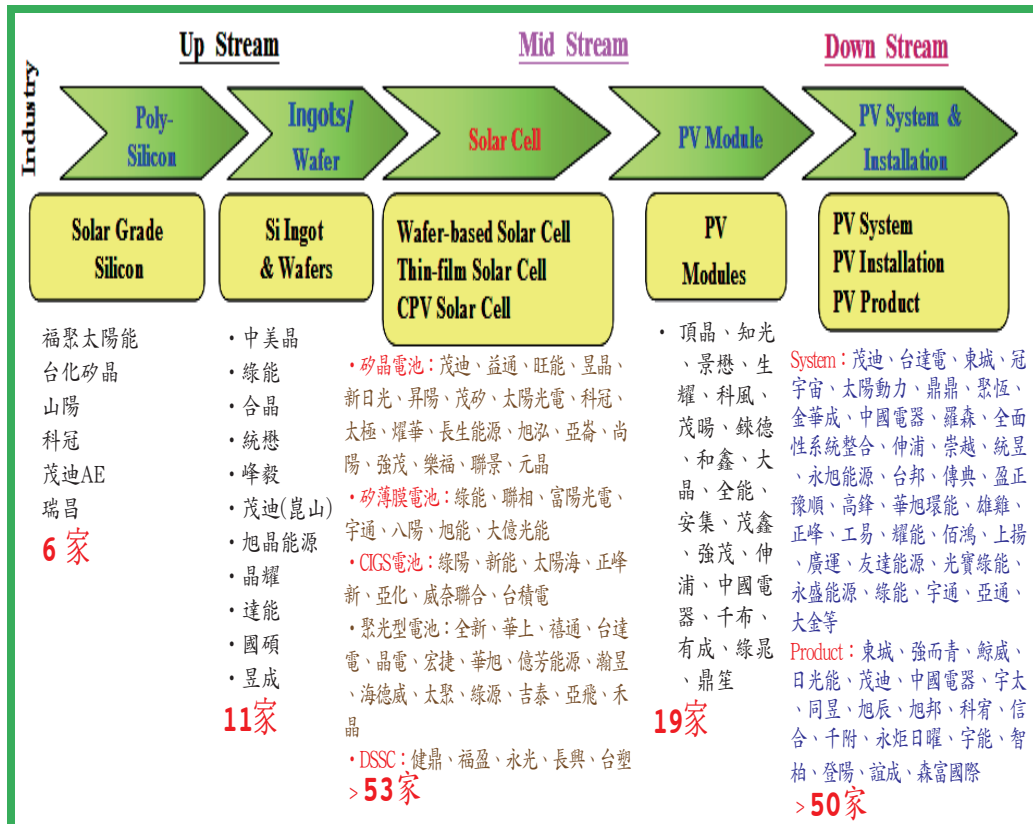 Up Stream
Mid Stream
Down Stream
Industry
Poly-
Silicon
Ingots/
Wafer
Solar Cell
PV Module
PV System &
Installation
Solar Grade
Silicon
Si Ingot
& Wafers
Wafer-based Solar Cell
Thin-film Solar Cell
CPV Solar Cell
PV
Modules
PV System
PV Installation
PV Product
福聚太陽能
台化矽晶
山陽
科冠
茂迪AE
瑞昌
6 家
・中美晶
・綠能
・合晶
・統懋
・峰毅
・茂迪(崑山)
・旭晶能源
・晶耀
・達能
・國碩
・昱成
11家
・矽晶電池：茂迪、益通、旺能、昱晶、
新日光、昇陽、茂矽、太陽光電、科冠、
太極、燿華、長生能源、旭泓、亞崙、尚
陽、強茂、樂福、聯景、元晶
・矽薄膜電池：綠能、聯相、富陽光電、
宇通、八陽、旭能、大億光能
・CIGS電池：綠陽、新能、太陽海、正峰
新、亞化、威奈聯合、台積電
・聚光型電池：全新、華上、禧通、台達
電、晶電、宏捷、華旭、億芳能源、瀚昱
、海德威、太聚、綠源、吉泰、亞飛、禾
晶
・DSSC：健鼎、福盈、永光、長興、台塑
>53家
・ 頂晶、知光
、景懋、生
耀、科風、
茂暘、錸德
、和鑫、大
晶、全能、
安集、茂鑫
、強茂、伸
浦、中國電
器、千布、
有成、綠晁
、鼎笙
19家
System：茂迪、台達電、東城、冠
宇宙、太陽動力、鼎鼎、聚恆、
金華成、中國電器、羅森、全面
性系統整合、伸浦、崇越、統昱
、永旭能源、台邦、傳典、盈正
豫順、高鋒、華旭環能、雄雞、
正峰、工易、耀能、佰鴻、上揚
、廣運、友達能源、光寶綠能、
永盛能源、綠能、宇通、亞通、
大金等
Product：東城、強而青、鯨威、
日光能、茂迪、中國電器、宇太
、同昱、旭辰、旭邦、科宥、信
合、千附、永炬日曜、宇能、智
柏、登陽、誼成、森富國際
>50家